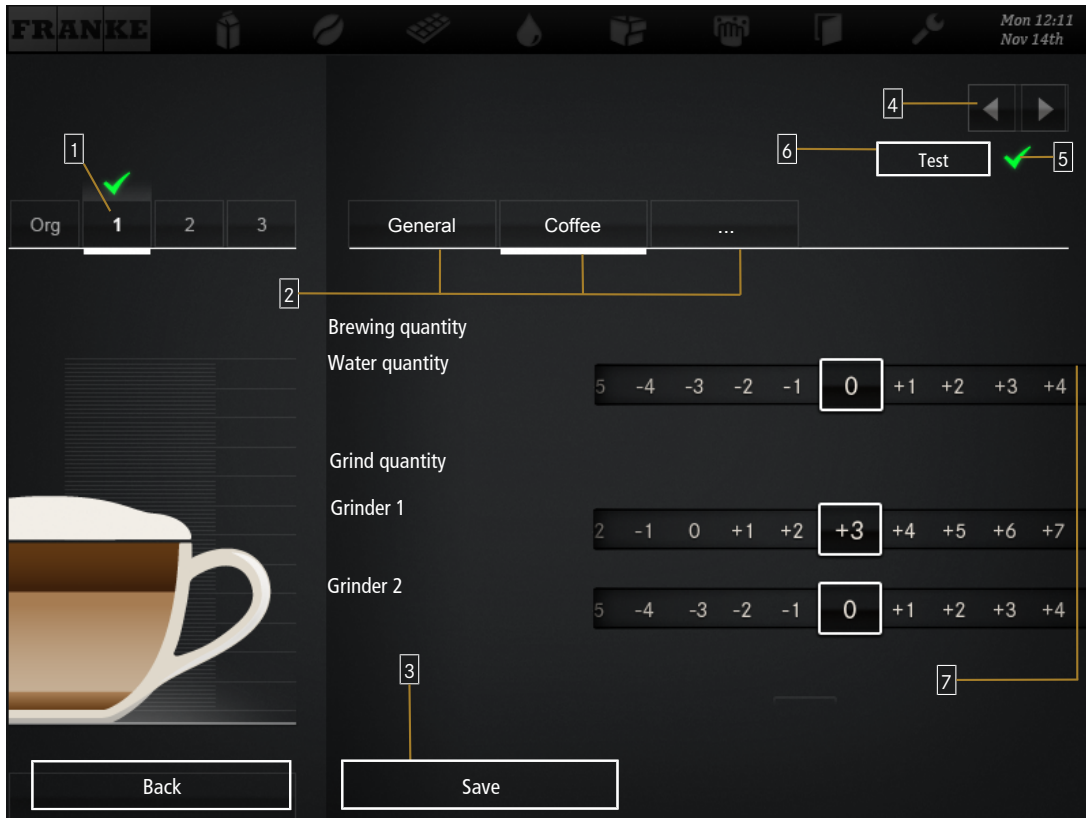 FRANKE
Mon 12:11
Nov 14th
4
1
6
Test
5
Org 1 2 3
General Coffee ...
2
Brewing quantity
Water quantity
5 -4 -3 -2 -1 0 +1 +2 +3 +4
Grind quantity
Grinder 1
2 -1 0 +1 +2 +3 +4 +5 +6 +7
Grinder 2
5 -4 -3 -2 -1 0 +1 +2 +3 +4
3
7
Back Save